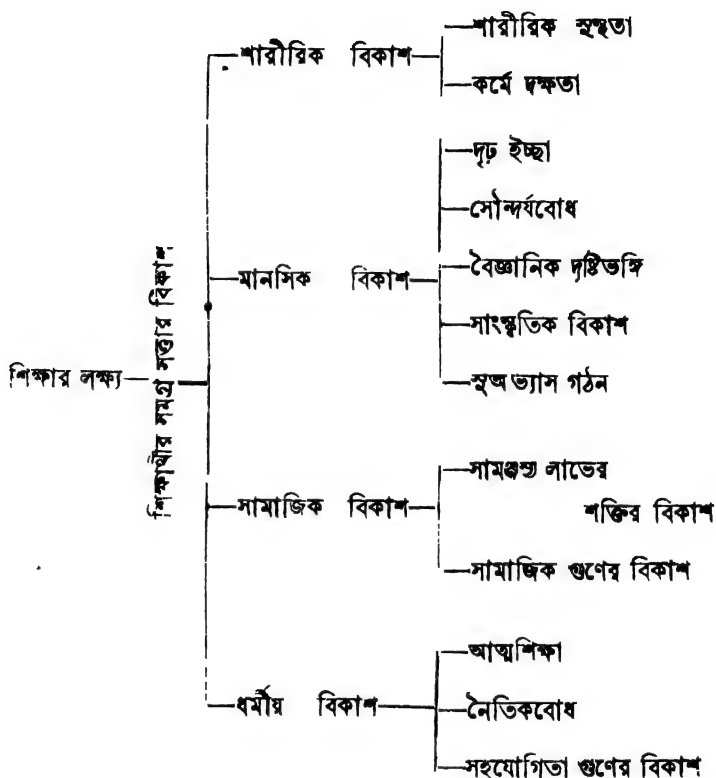 শিক্ষার লক্ষ্য
শিক্ষার্থীর সমগ্র সত্তার বিকাশ
শারীরিক বিকাশ
শারীরিক সুস্থতা
কর্মে দক্ষতা
মানসিক বিকাশ
দৃঢ় ইচ্ছা
সৌন্দর্যবোধ
বৈজ্ঞানিক দৃষ্টিভঙ্গি
সাংস্কৃতিক বিকাশ
সুঅভ্যাস গঠন
সামাজিক বিকাশ
সামঞ্জস্য লাভের
শক্তির বিকাশ
সামাজিক গুণের বিকাশ
ধর্মীয় বিকাশ
আত্মশিক্ষা
নৈতিকবোধ
সহযোগিতা গুণের বিকাশ